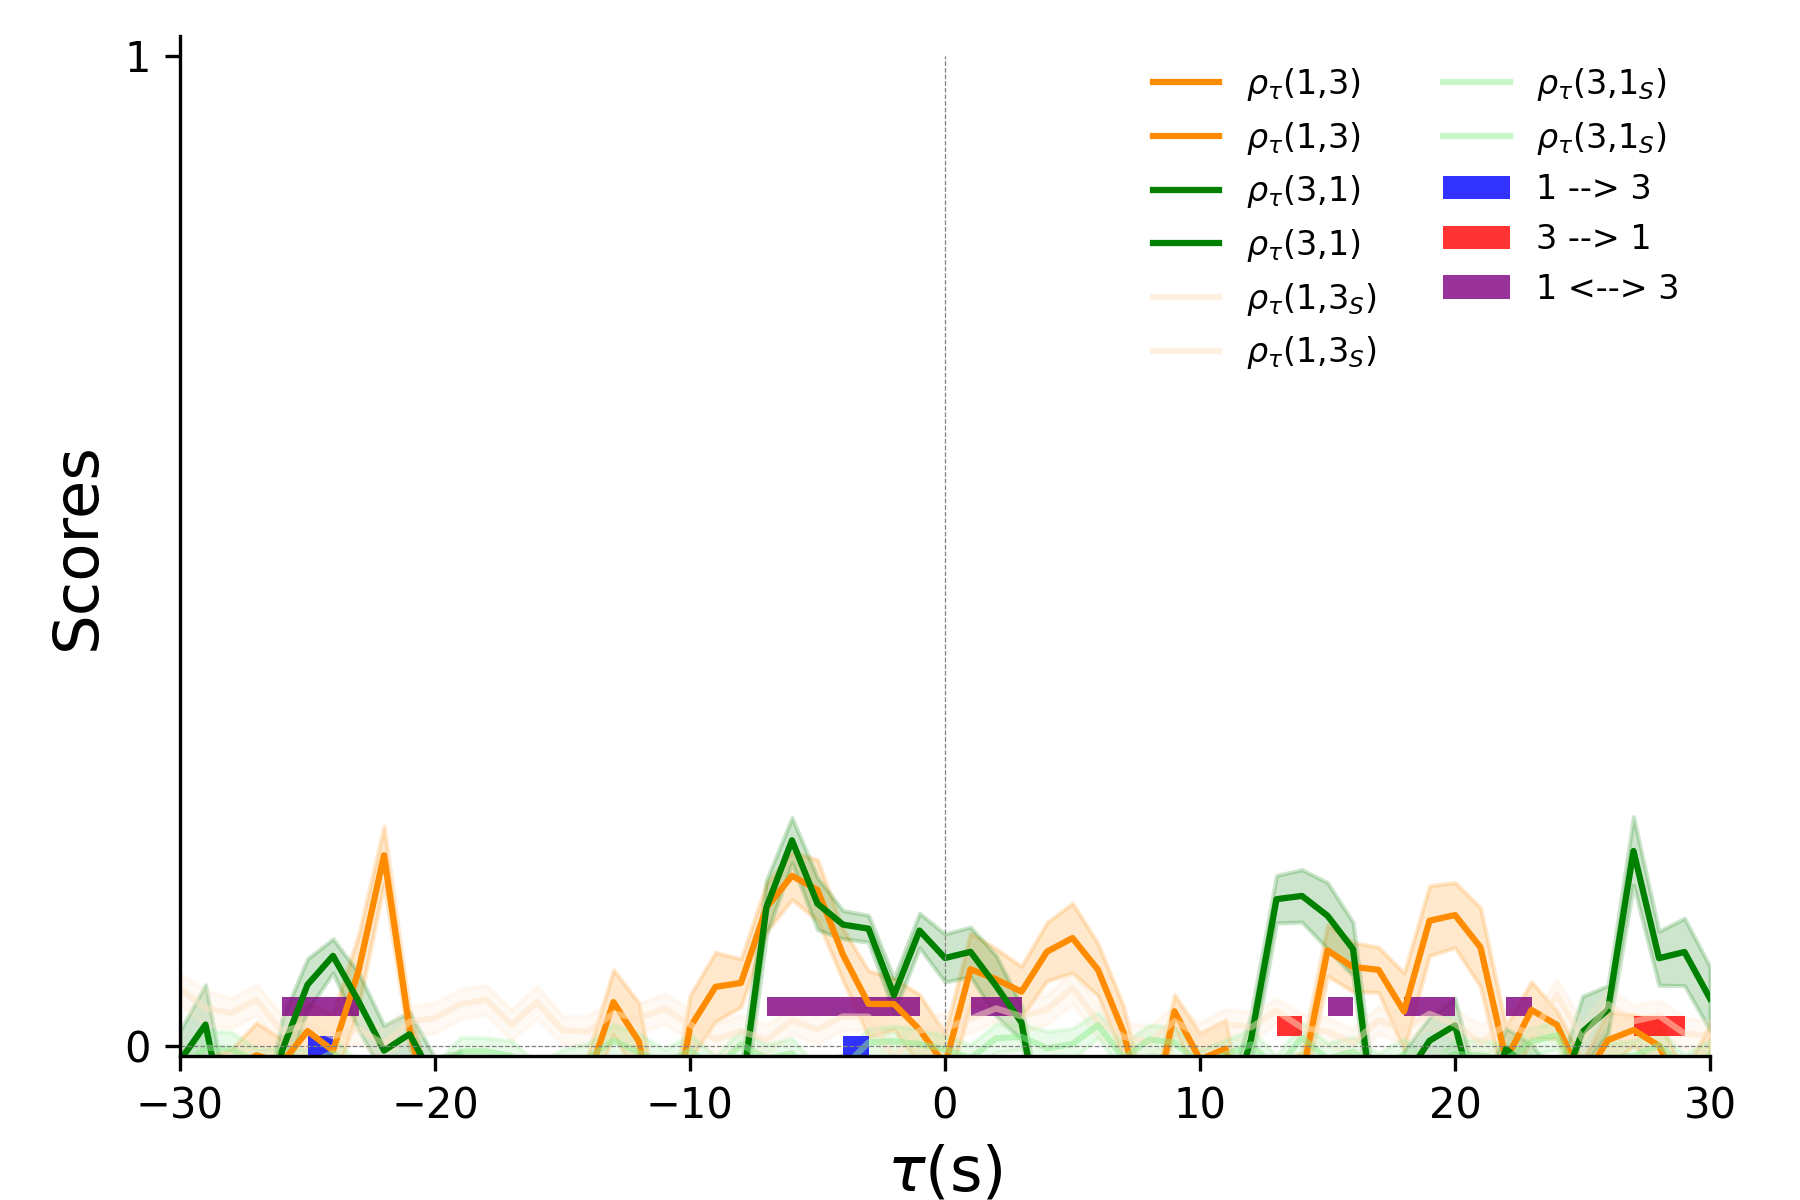 1
ρτ(1,3)
ρτ(1,3)
ρτ(3,1)
ρτ(3,1)
ρτ(1,3S)
ρτ(1,3S)
ρτ(3,1S)
ρτ(3,1S)
1 --> 3
3 --> 1
1 <--> 3
Scores
0
−30 −20 −10 0 10 20 30
τ(s)